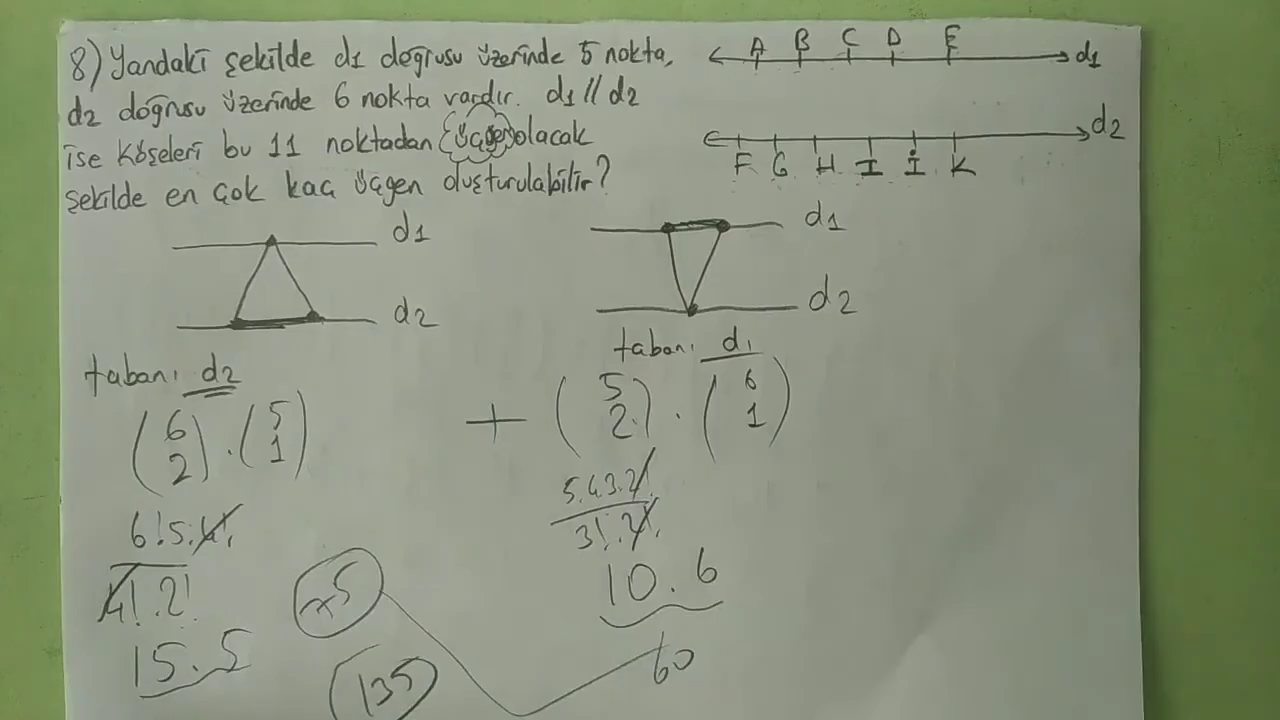 8) Yandaki şekilde d1 doğrusu üzerinde 5 nokta,
d2 doğrusu üzerinde 6 nokta vardır. d1 // d2
ise köşeleri bu 11 noktadan üçgen olacak
şekilde en çok kaç üçgen oluşturulabilir?
A B C D E d1
d2
F G H I İ K
d1
d2
d1
d2
tabanı d2
tabanı d1
(6 2) . (5 1) + (5 2) . (6 1)
6!5.4!
4!.2!
15.5
75
135
5.4.3.2!
3!.2!
10.6
60